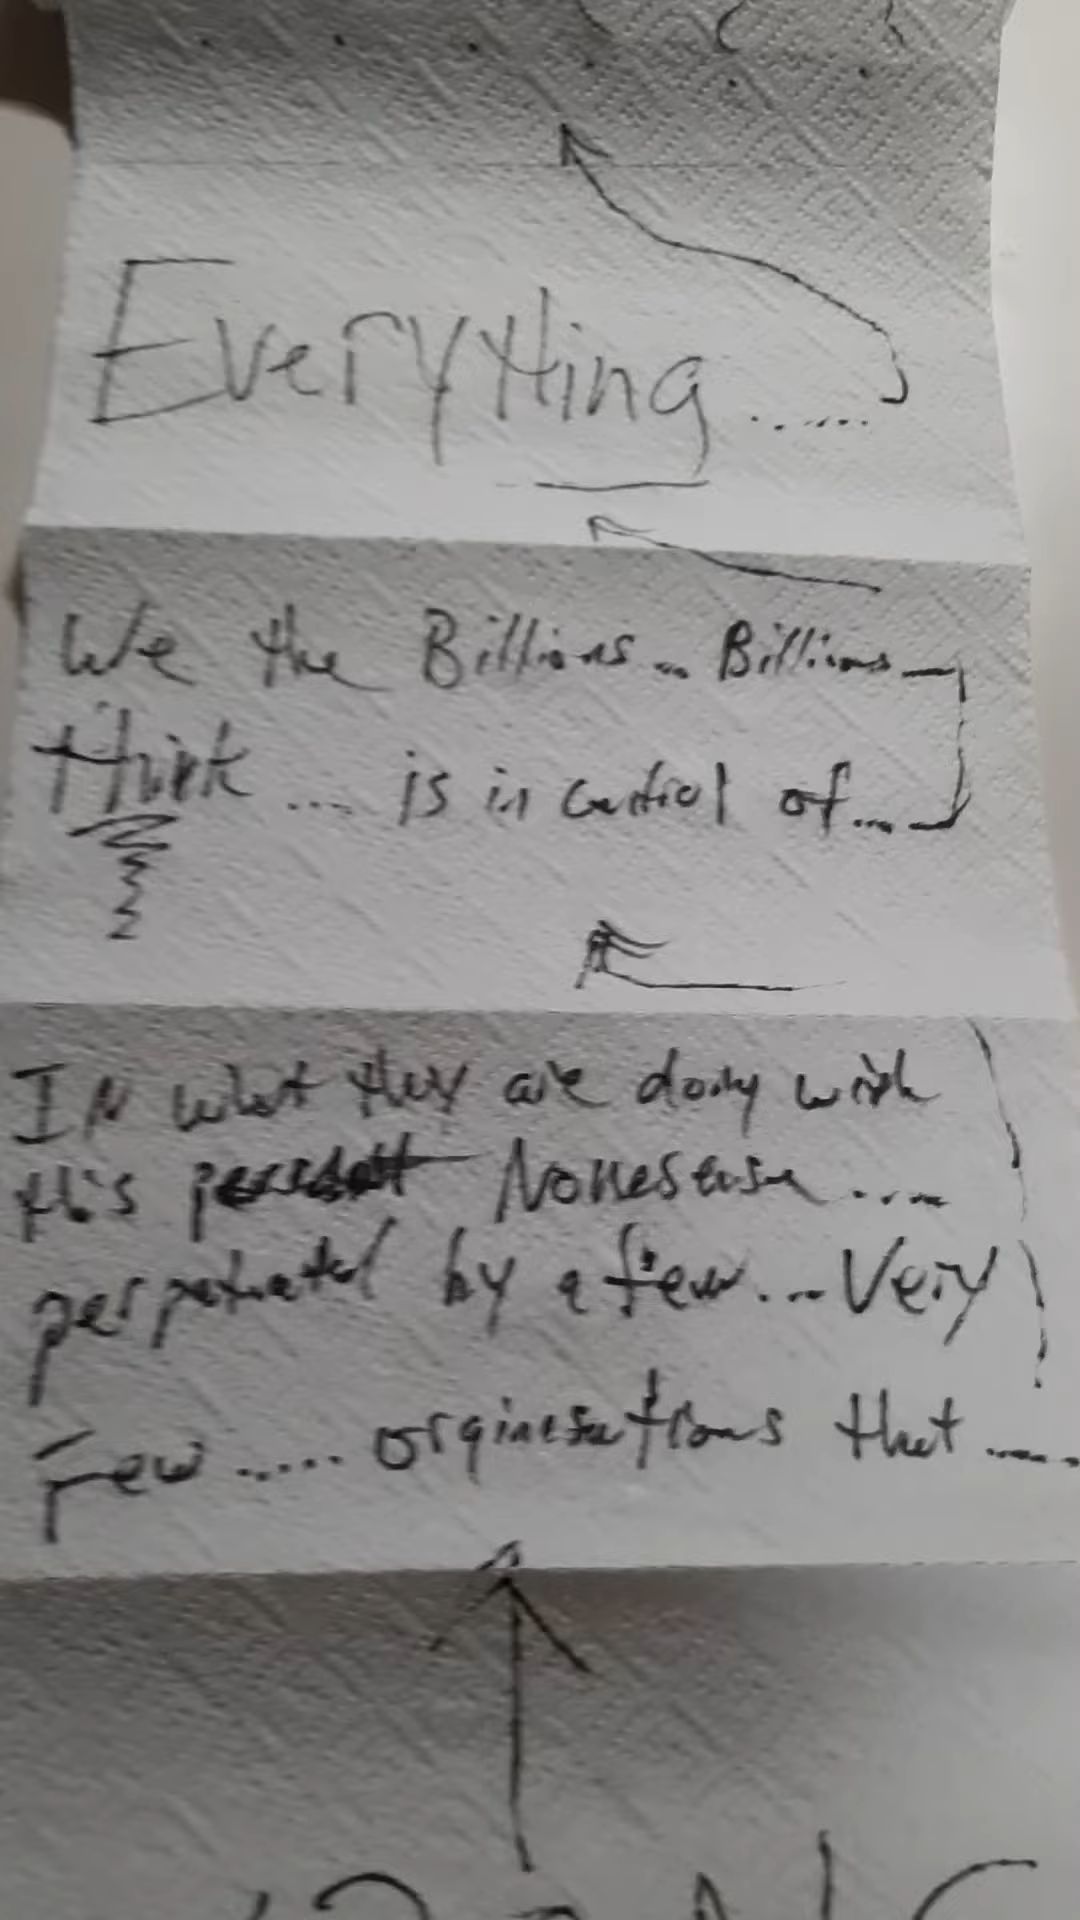 Everything ......
We the Billions ... Billions
think .... is in control of ...
IN what they are doing with
this Nonesense ....
perpetrated by a few ... Very
Few ..... orginesations that ....